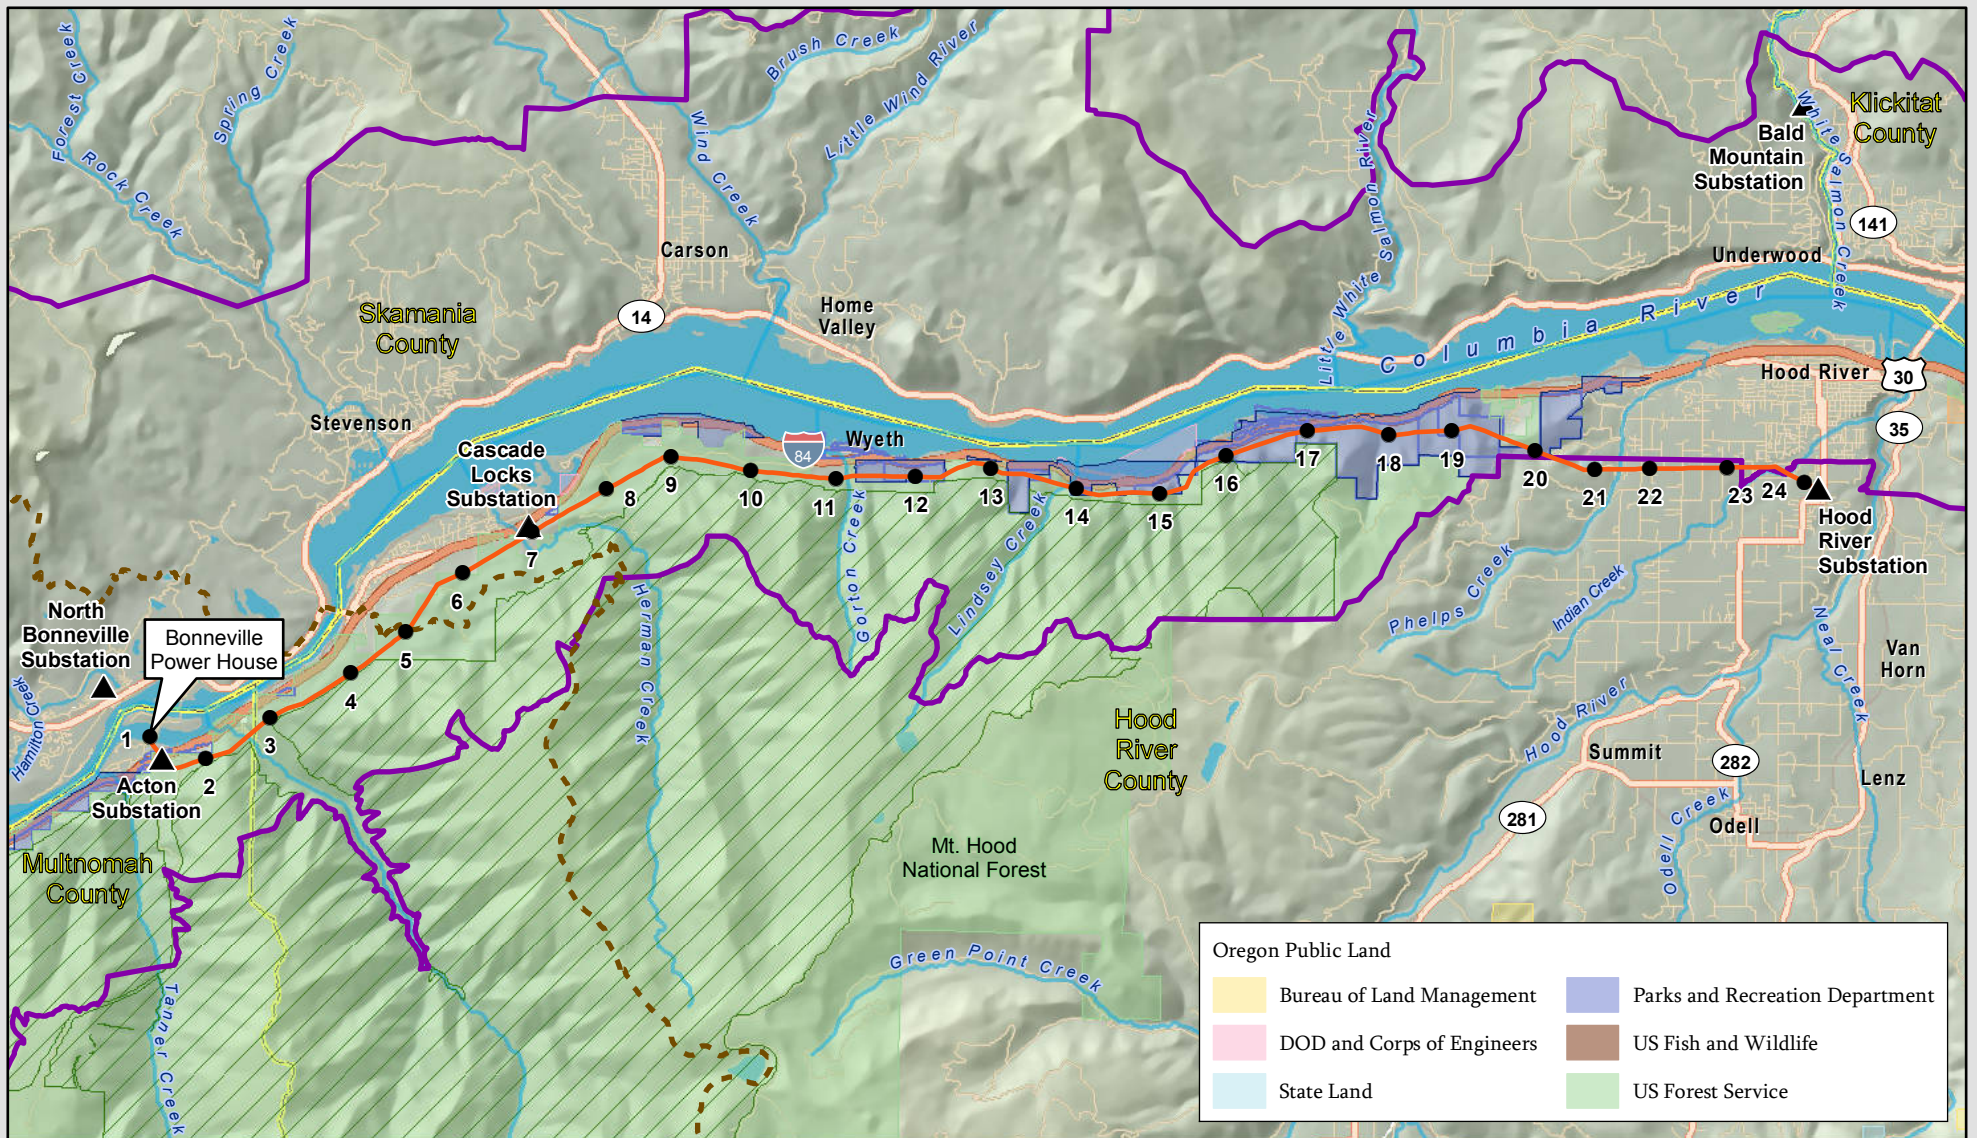 Forest Creek
Spring Creek
Rock Creek
Brush Creek
Little Wind River
Wind Creek
Little White Salmon River
White Salmon Creek
Klickitat
County
Bald
Mountain
Substation
141
Underwood
Carson
Skamania
County
14
Home
Valley
Columbia River
Hood River
30
35
Stevenson
Cascade
Locks
Substation
84
Wyeth
1
2
3
4
5
6
7
8
9
10
11
12
13
14
15
16
17
18
19
20
21
22
23
24
Hood
River
Substation
North
Bonneville
Substation
Bonneville
Power House
Hamilton Creek
Acton
Substation
Multnomah
County
Herman Creek
Gorton Creek
Lindsey Creek
Phelps Creek
Indian Creek
Neal Creek
Van
Horn
Hood River
Summit
282
Lenz
281
Odell Creek
Odell
Hood
River
County
Mt. Hood
National Forest
Green Point Creek
Tanner Creek
Oregon Public Land
Bureau of Land Management
DOD and Corps of Engineers
State Land
Parks and Recreation Department
US Fish and Wildlife
US Forest Service